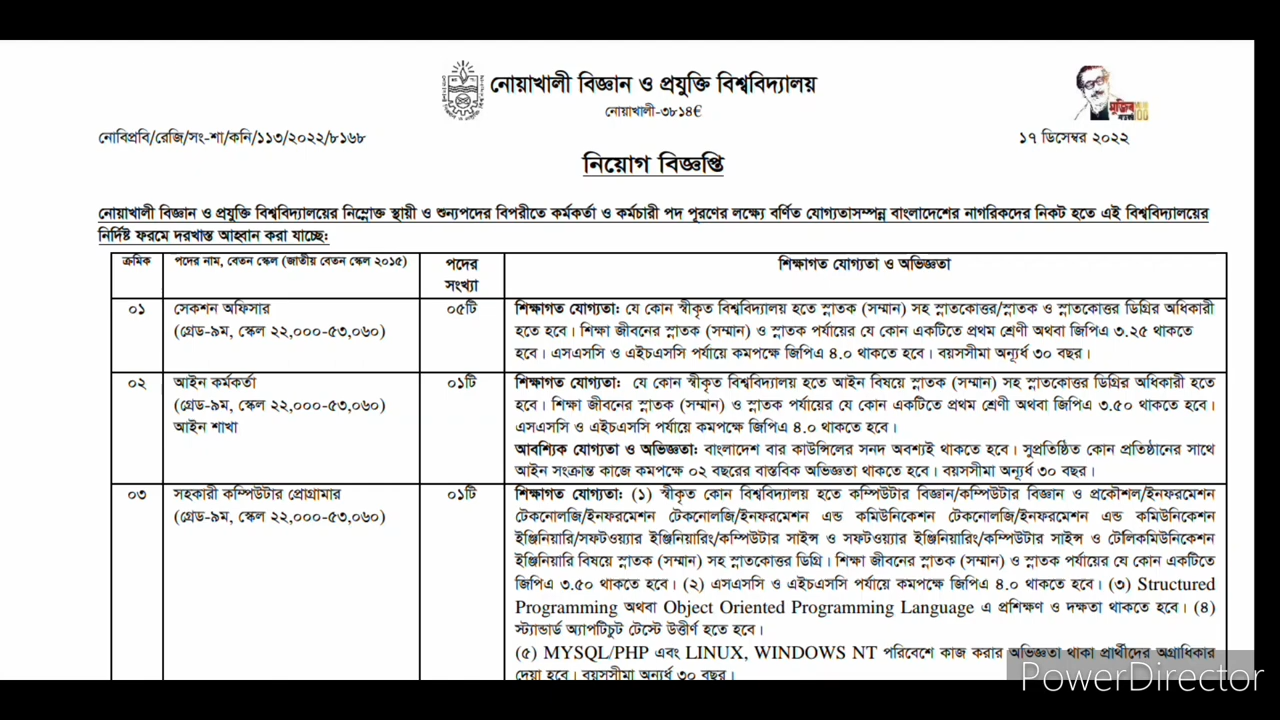 নোয়াখালী বিজ্ঞান ও প্রযুক্তি বিশ্ববিদ্যালয়
নোয়াখালী-৩৮১৪€
মুজিব শতবর্ষ 100
নোবিপ্রবি/রেজি/সং-শা/কনি/১১৩/২০২২/৮১৬৮
১৭ ডিসেম্বর ২০২২
নিয়োগ বিজ্ঞপ্তি
নোয়াখালী বিজ্ঞান ও প্রযুক্তি বিশ্ববিদ্যালয়ের নিম্নোক্ত স্থায়ী ও শুন্যপদের বিপরীতে কর্মকর্তা ও কর্মচারী পদ পূরণের লক্ষ্যে বর্ণিত যোগ্যতাসম্পন্ন বাংলাদেশের নাগরিকদের নিকট হতে এই বিশ্ববিদ্যালয়ের
নির্দিষ্ট ফরমে দরখাস্ত আহ্বান করা যাচ্ছে:
ক্রমিক
পদের নাম, বেতন স্কেল (জাতীয় বেতন স্কেল ২০১৫)
পদের
সংখ্যা
শিক্ষাগত যোগ্যতা ও অভিজ্ঞতা
০১
সেকশন অফিসার
(গ্রেড-৯ম, স্কেল ২২,০০০-৫৩,০৬০)
০৫টি
শিক্ষাগত যোগ্যতা: যে কোন স্বীকৃত বিশ্ববিদ্যালয় হতে স্নাতক (সম্মান) সহ স্নাতকোত্তর/স্নাতক ও স্নাতকোত্তর ডিগ্রির অধিকারী
হতে হবে। শিক্ষা জীবনের স্নাতক (সম্মান) ও স্নাতক পর্যায়ের যে কোন একটিতে প্রথম শ্রেণী অথবা জিপিএ ৩.২৫ থাকতে
হবে। এসএসসি ও এইচএসসি পর্যায়ে কমপক্ষে জিপিএ ৪.০ থাকতে হবে। বয়সসীমা অন্যূর্ধ ৩০ বছর।
০২
আইন কর্মকর্তা
(গ্রেড-৯ম, স্কেল ২২,০০০-৫৩,০৬০)
আইন শাখা
০১টি
শিক্ষাগত যোগ্যতা: যে কোন স্বীকৃত বিশ্ববিদ্যালয় হতে আইন বিষয়ে স্নাতক (সম্মান) সহ স্নাতকোত্তর ডিগ্রির অধিকারী হতে
হবে। শিক্ষা জীবনের স্নাতক (সম্মান) ও স্নাতক পর্যায়ের যে কোন একটিতে প্রথম শ্রেণী অথবা জিপিএ ৩.৫০ থাকতে হবে।
এসএসসি ও এইচএসসি পর্যায়ে কমপক্ষে জিপিএ ৪.০ থাকতে হবে।
আবশ্যিক যোগ্যতা ও অভিজ্ঞতা: বাংলাদেশ বার কাউন্সিলের সনদ অবশ্যই থাকতে হবে। সুপ্রতিষ্ঠিত কোন প্রতিষ্ঠানের সাথে
আইন সংক্রান্ত কাজে কমপক্ষে ০২ বছরের বাস্তবিক অভিজ্ঞতা থাকতে হবে। বয়সসীমা অন্যূর্ধ ৩০ বছর।
০৩
সহকারী কম্পিউটার প্রোগ্রামার
(গ্রেড-৯ম, স্কেল ২২,০০০-৫৩,০৬০)
০১টি
শিক্ষাগত যোগ্যতা: (১) স্বীকৃত কোন বিশ্ববিদ্যালয় হতে কম্পিউটার বিজ্ঞান/কম্পিউটার বিজ্ঞান ও প্রকৌশল/ইনফরমেশন
টেকনোলজি/ইনফরমেশন টেকনোলজি/ইনফরমেশন এন্ড কমিউনিকেশন টেকনোলজি/ইনফরমেশন এন্ড কমিউনিকেশন
ইঞ্জিনিয়ারি/সফটওয়্যার ইঞ্জিনিয়ারিং/কম্পিউটার সাইন্স ও সফটওয়্যার ইঞ্জিনিয়ারিং/কম্পিউটার সাইন্স ও টেলিকমিউনিকেশন
ইঞ্জিনিয়ারি বিষয়ে স্নাতক (সম্মান) সহ স্নাতকোত্তর ডিগ্রি। শিক্ষা জীবনের স্নাতক (সম্মান) ও স্নাতক পর্যায়ের যে কোন একটিতে
জিপিএ ৩.৫০ থাকতে হবে। (২) এসএসসি ও এইচএসসি পর্যায়ে কমপক্ষে জিপিএ ৪.০ থাকতে হবে। (৩) Structured
Programming অথবা Object Oriented Programming Language এ প্রশিক্ষণ ও দক্ষতা থাকতে হবে। (৪)
স্ট্যান্ডার্ড অ্যাপটিচুট টেস্টে উত্তীর্ণ হতে হবে।
(৫) MYSQL/PHP এবং LINUX, WINDOWS NT পরিবেশে কাজ করার অভিজ্ঞতা থাকা প্রার্থীদের অগ্রাধিকার
দেয়া হবে। বয়সসীমা অনূর্ধ ৩০ বছর।
PowerDirector